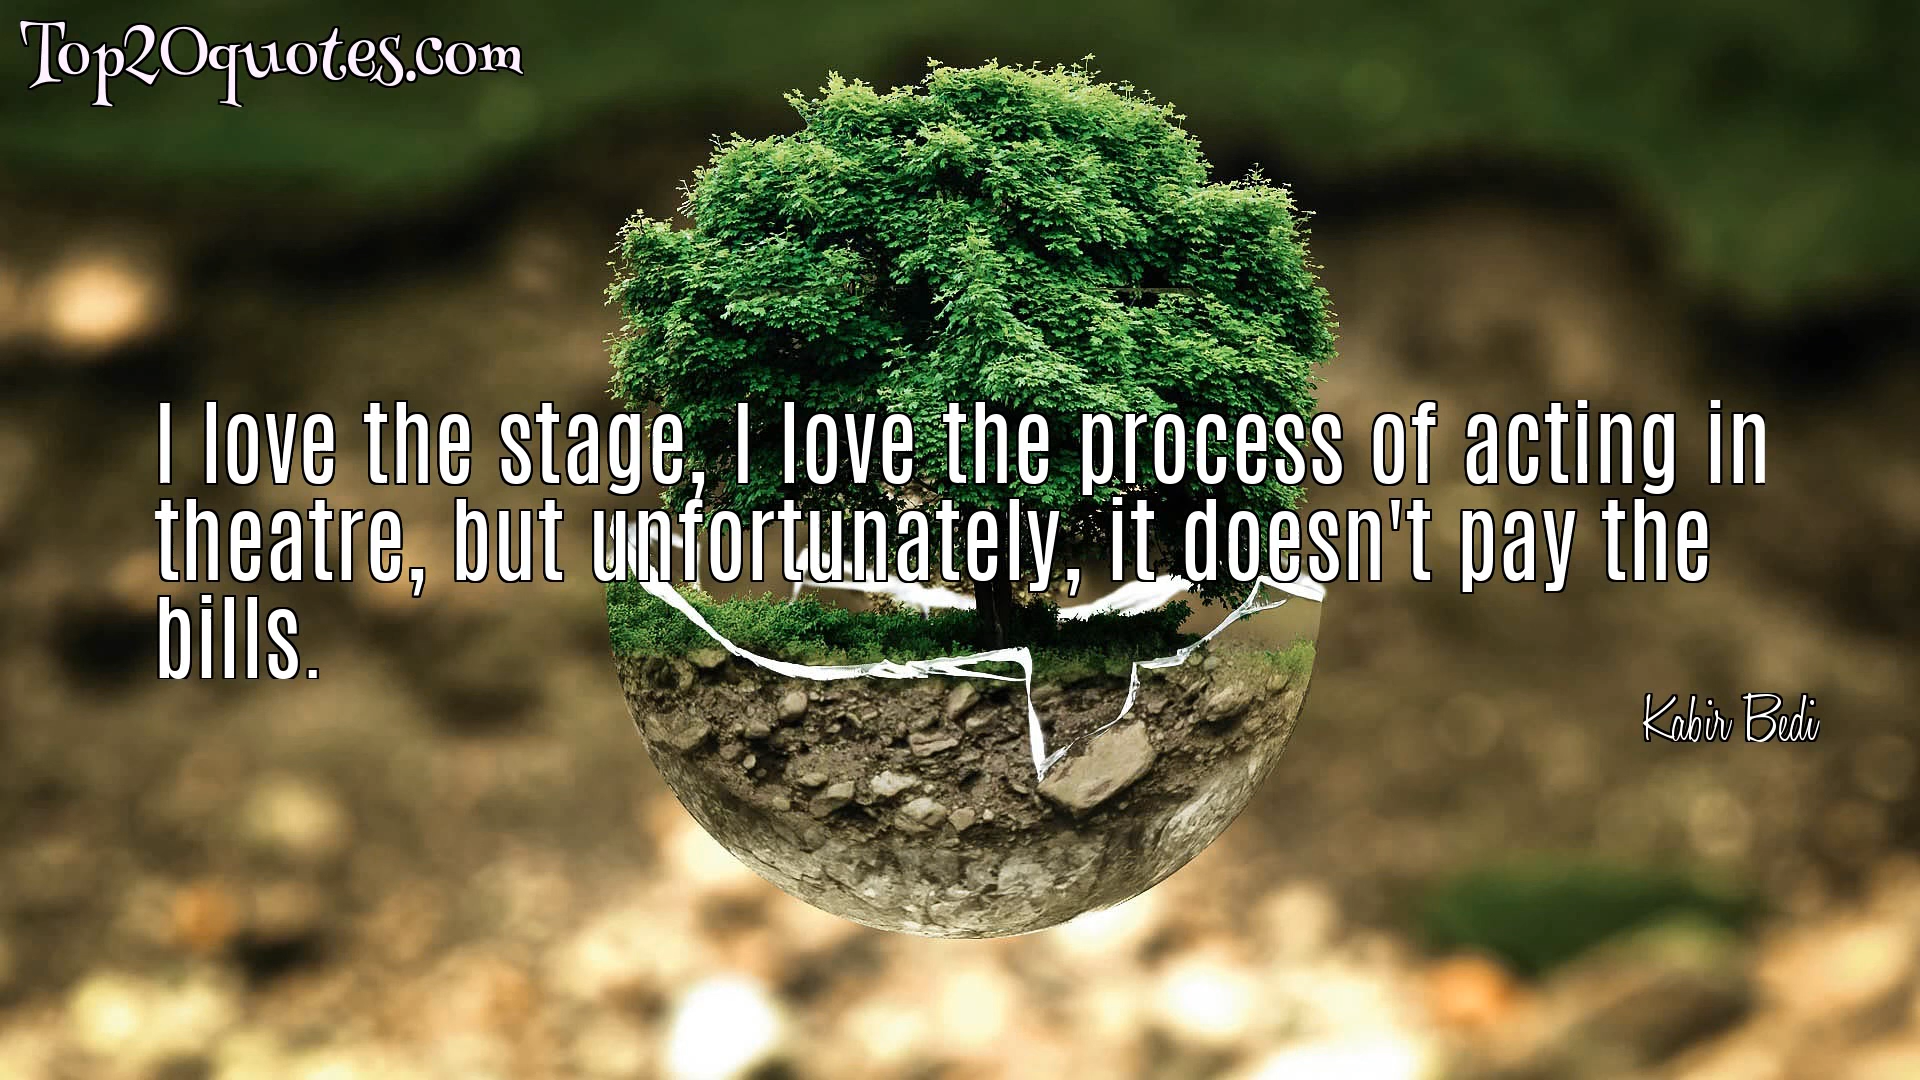 Top20quotes.com
I love the stage, I love the process of acting in
theatre, but unfortunately, it doesn't pay the
bills.
Kabir Bedi